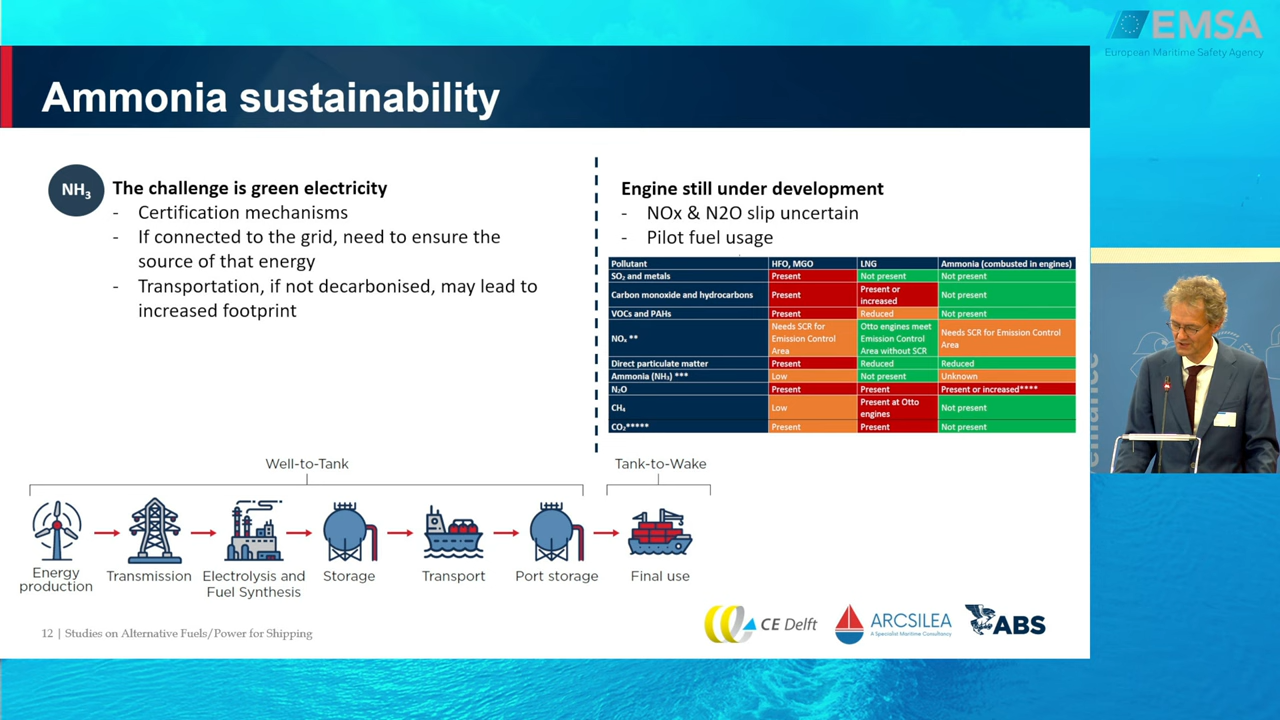 EMSA
European Maritime Safety Agency
Ammonia sustainability
NH3
The challenge is green electricity
- Certification mechanisms
- If connected to the grid, need to ensure the
source of that energy
- Transportation, if not decarbonised, may lead to
increased footprint
Engine still under development
- NOx & N2O slip uncertain
- Pilot fuel usage
Pollutant HFO, MGO LNG Ammonia (combusted in engines)
SO₂ and metals Present Not present Not present
Carbon monoxide and hydrocarbons Present Present or
increased Not present
VOCs and PAHs Present Reduced Not present
NOₓ ** Needs SCR for
Emission Control
Area Otto engines meet
Emission Control
Area without SCR Needs SCR for Emission Control
Area
Direct particulate matter Present Reduced Reduced
Ammonia (NH₃) *** Low Not present Unknown
N₂O Present Present Present or increased****
CH₄ Low Present at Otto
engines Not present
CO₂***** Present Present Not present
Well-to-Tank
Tank-to-Wake
Energy
production
Transmission
Electrolysis and
Fuel Synthesis
Storage
Transport
Port storage
Final use
12 | Studies on Alternative Fuels/Power for Shipping
CE Delft
ARCSILEA
A Specialist Maritime Consultancy
ABS